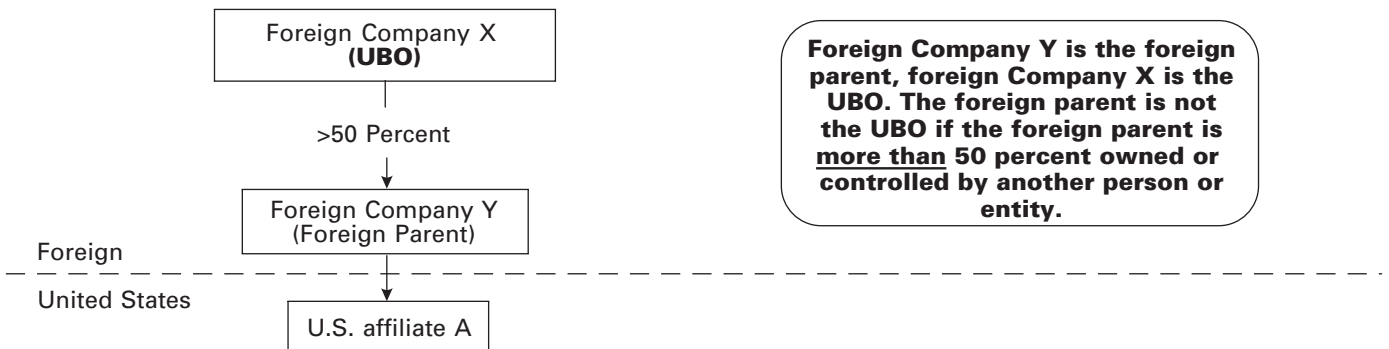 Foreign Company X
(UBO)
>50 Percent
Foreign Company Y
(Foreign Parent)
Foreign
United States
U.S. affiliate A
Foreign Company Y is the foreign
parent, foreign Company X is the
UBO. The foreign parent is not
the UBO if the foreign parent is
more than 50 percent owned or
controlled by another person or
entity.